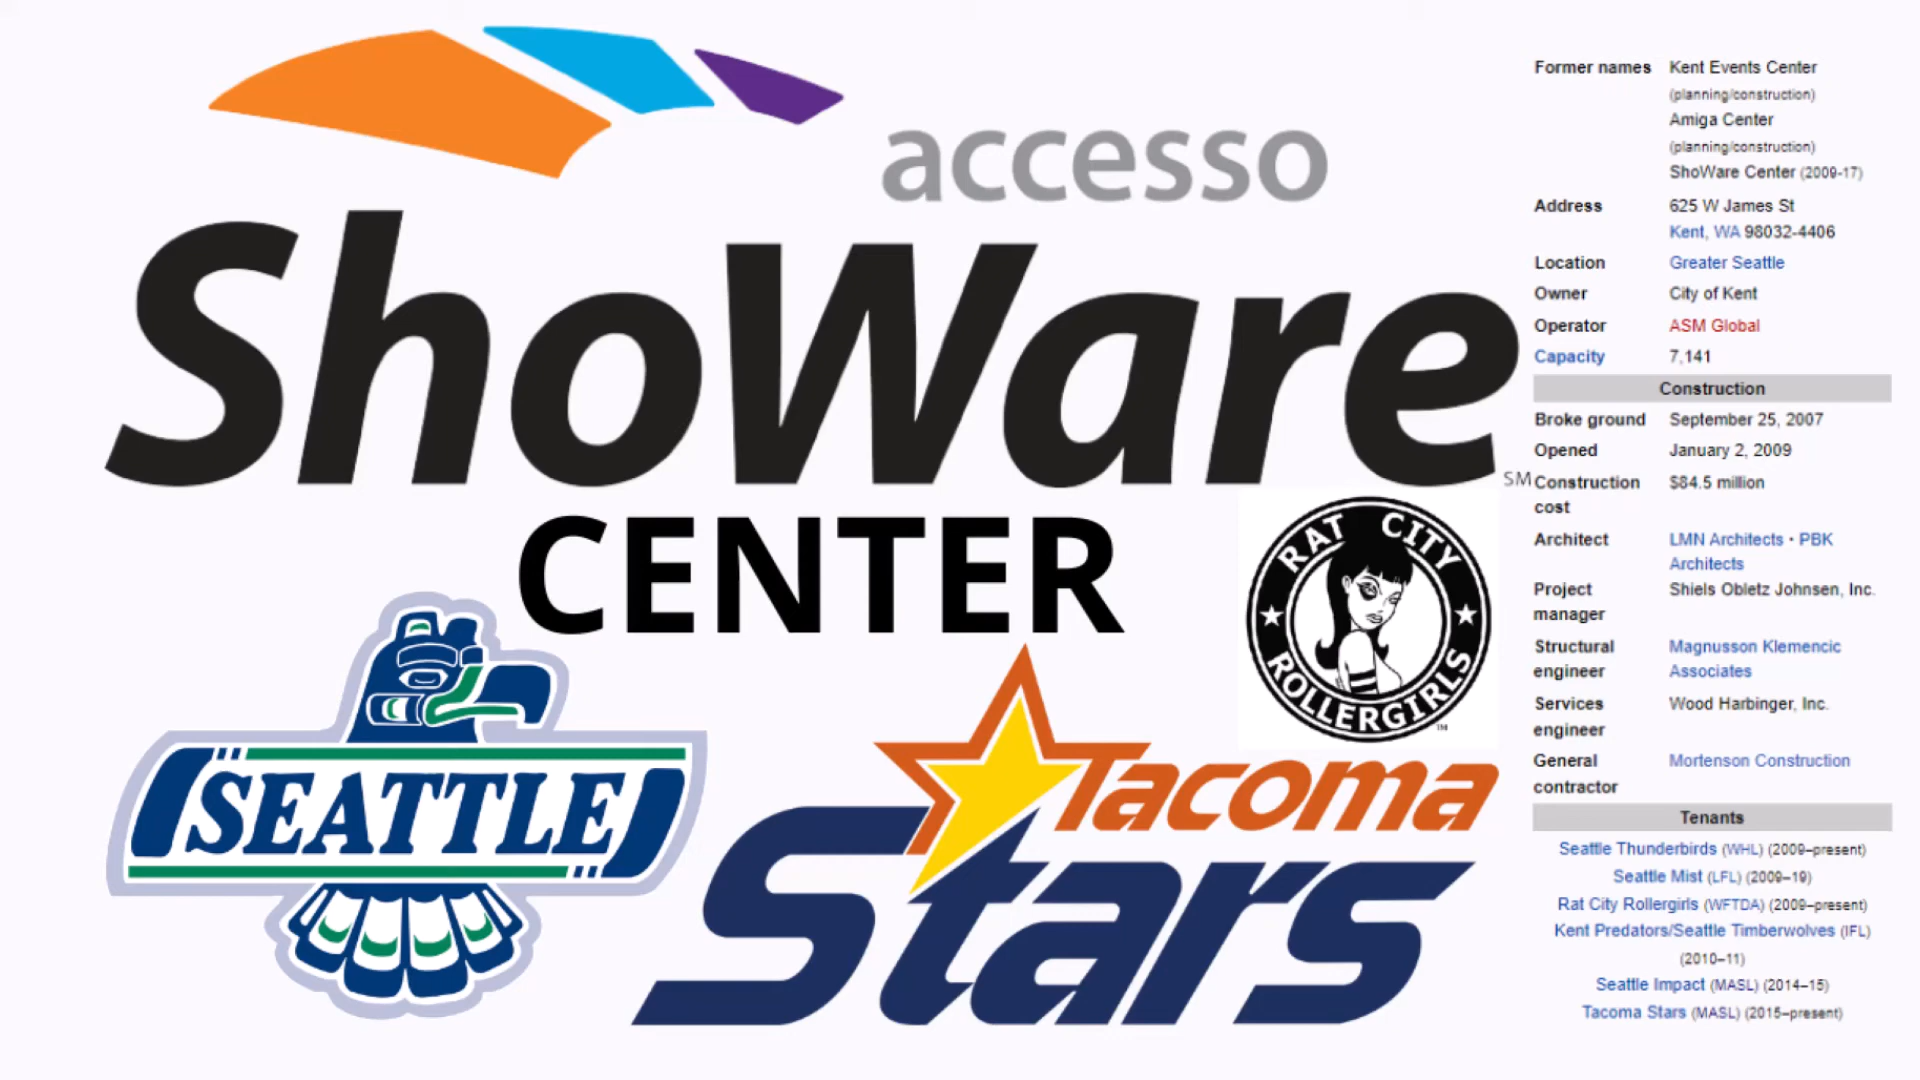 accesso
ShoWare
SM
CENTER
RAT CITY
ROLLERGIRLS
TM
SEATTLE
Tacoma
Stars
Former names Kent Events Center
(planning/construction)
Amiga Center
(planning/construction)
ShoWare Center (2009-17)
Address 625 W James St
Kent, WA 98032-4406
Location Greater Seattle
Owner City of Kent
Operator ASM Global
Capacity 7,141
Construction
Broke ground September 25, 2007
Opened January 2, 2009
Construction $84.5 million
cost
Architect LMN Architects • PBK
Architects
Project Shiels Obletz Johnsen, Inc.
manager
Structural Magnusson Klemencic
engineer Associates
Services Wood Harbinger, Inc.
engineer
General Mortenson Construction
contractor
Tenants
Seattle Thunderbirds (WHL) (2009–present)
Seattle Mist (LFL) (2009–19)
Rat City Rollergirls (WFTDA) (2009–present)
Kent Predators/Seattle Timberwolves (IFL)
(2010–11)
Seattle Impact (MASL) (2014–15)
Tacoma Stars (MASL) (2015–present)